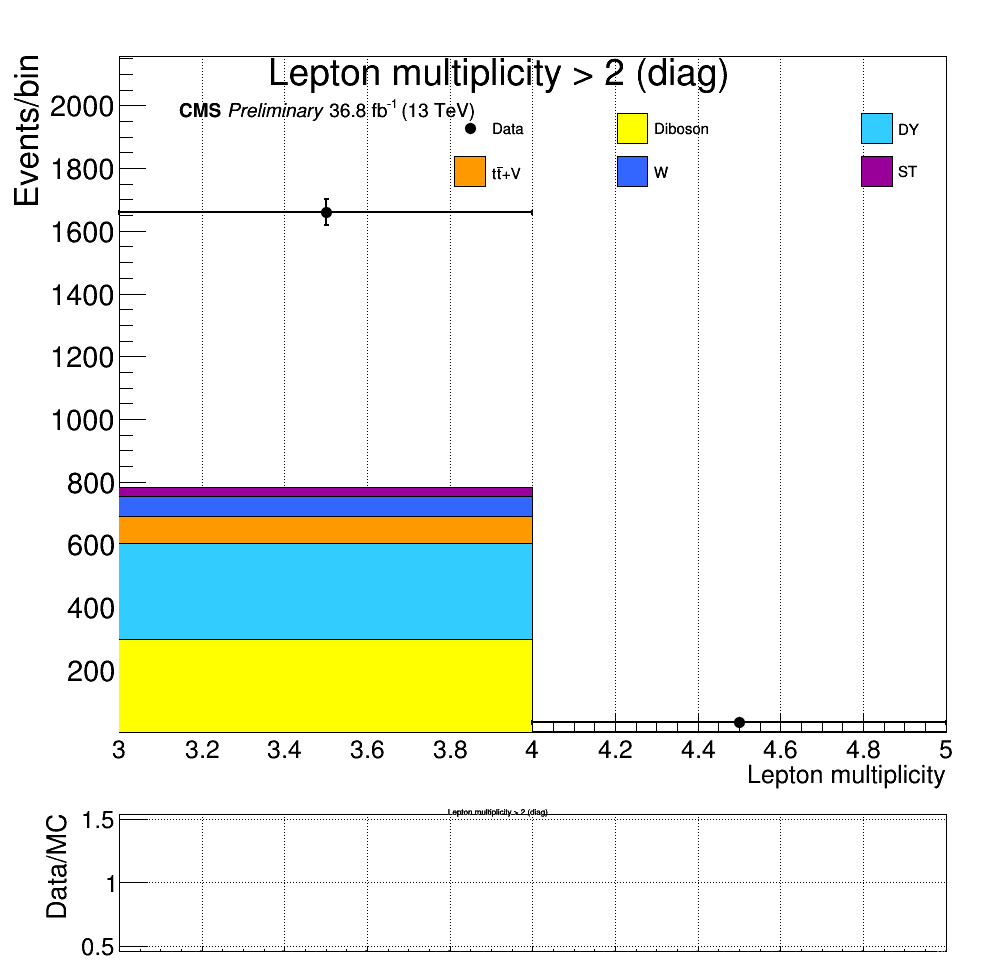 Lepton multiplicity > 2 (diag)
CMS Preliminary 36.8 fb⁻¹ (13 TeV)
Data
Diboson
DY
tt̄+V
W
ST
Events/bin
2000
1800
1600
1400
1200
1000
800
600
400
200
3 3.2 3.4 3.6 3.8 4 4.2 4.4 4.6 4.8 5
Lepton multiplicity
Lepton multiplicity > 2 (diag)
Data/MC
1.5
1
0.5